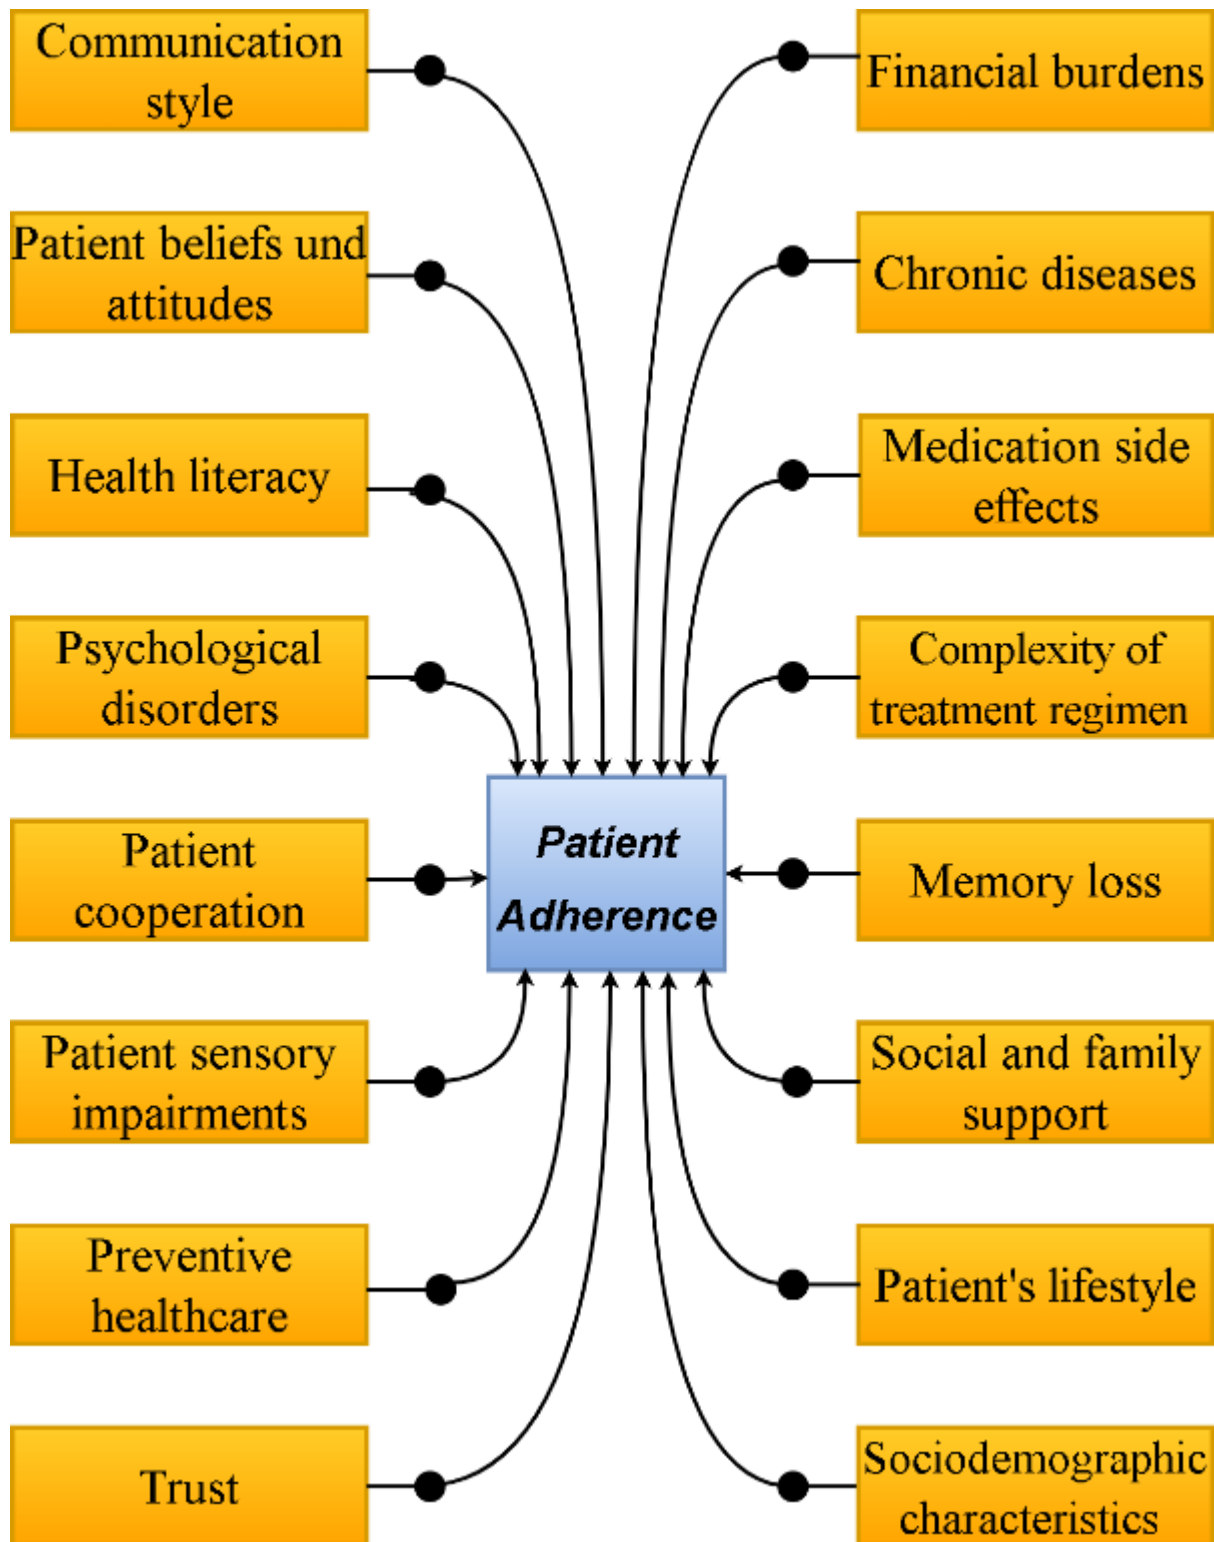 Communication
style
Patient beliefs und
attitudes
Health literacy
Psychological
disorders
Patient
cooperation
Patient sensory
impairments
Preventive
healthcare
Trust
Patient
Adherence
Financial burdens
Chronic diseases
Medication side
effects
Complexity of
treatment regimen
Memory loss
Social and family
support
Patient's lifestyle
Sociodemographic
characteristics